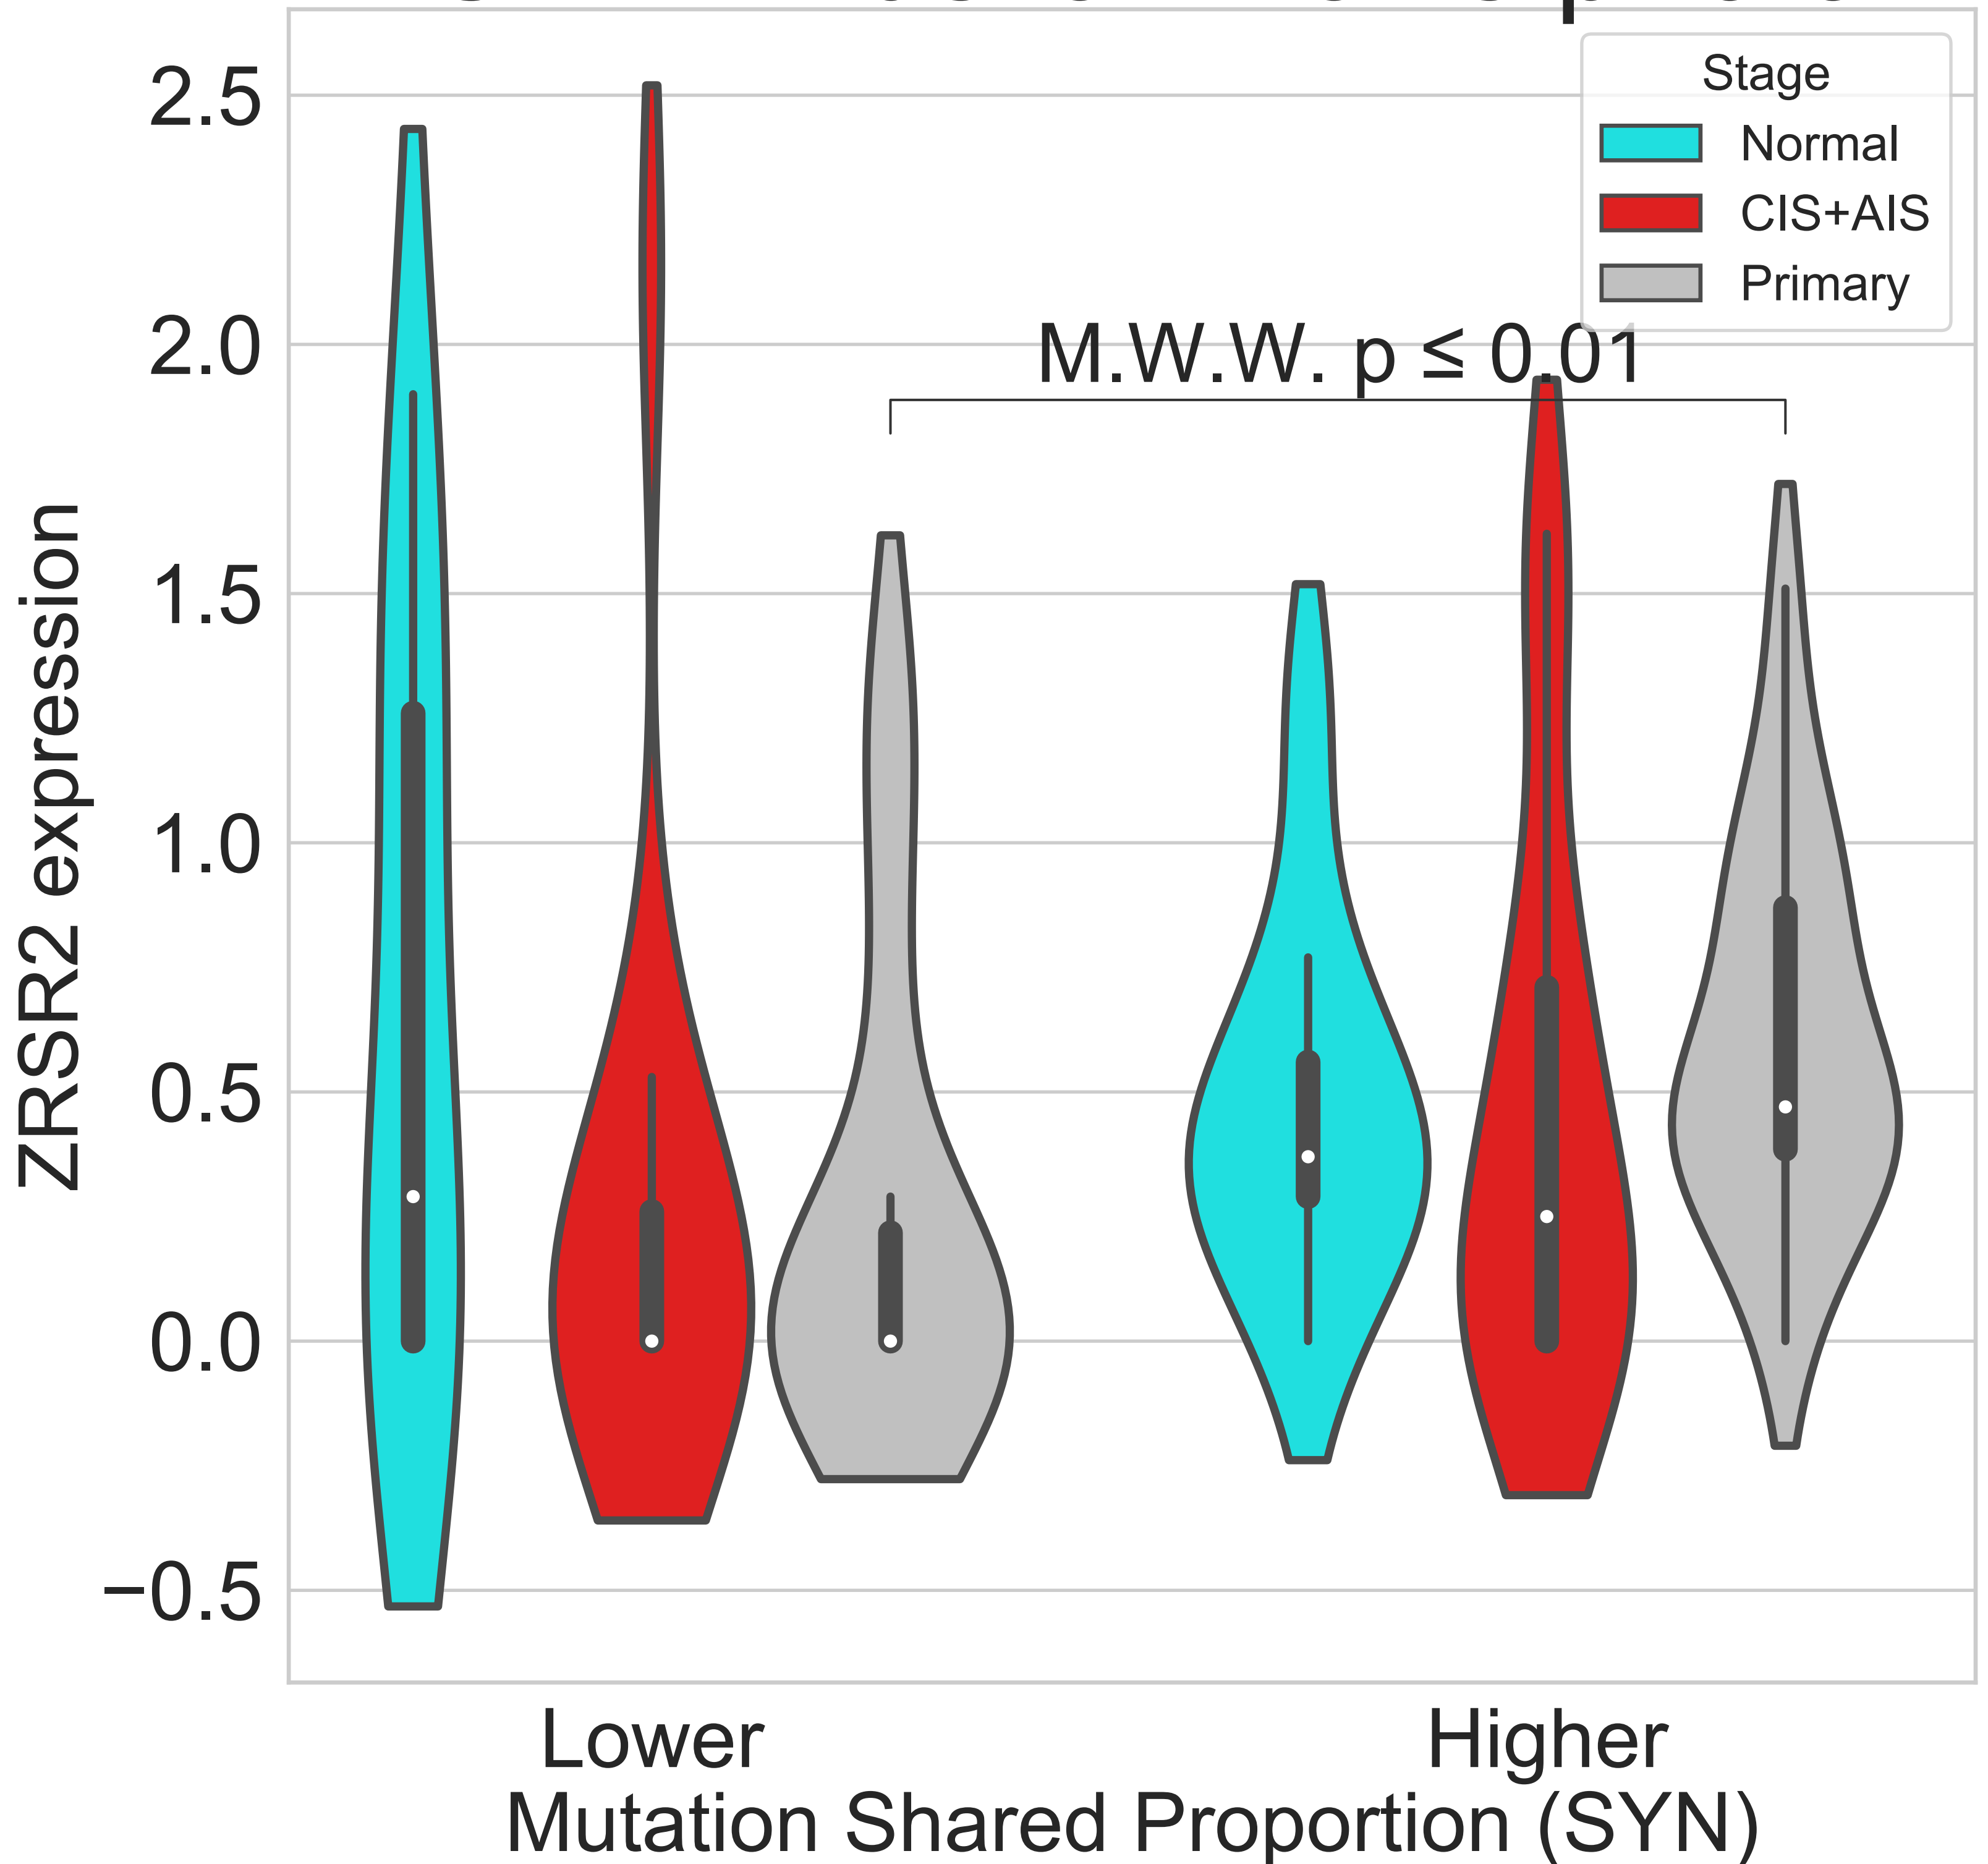 Stage
Normal
CIS+AIS
Primary
M.W.W. p ≤ 0.01
2.5
2.0
1.5
1.0
0.5
0.0
−0.5
ZRSR2 expression
Lower
Higher
Mutation Shared Proportion (SYN)